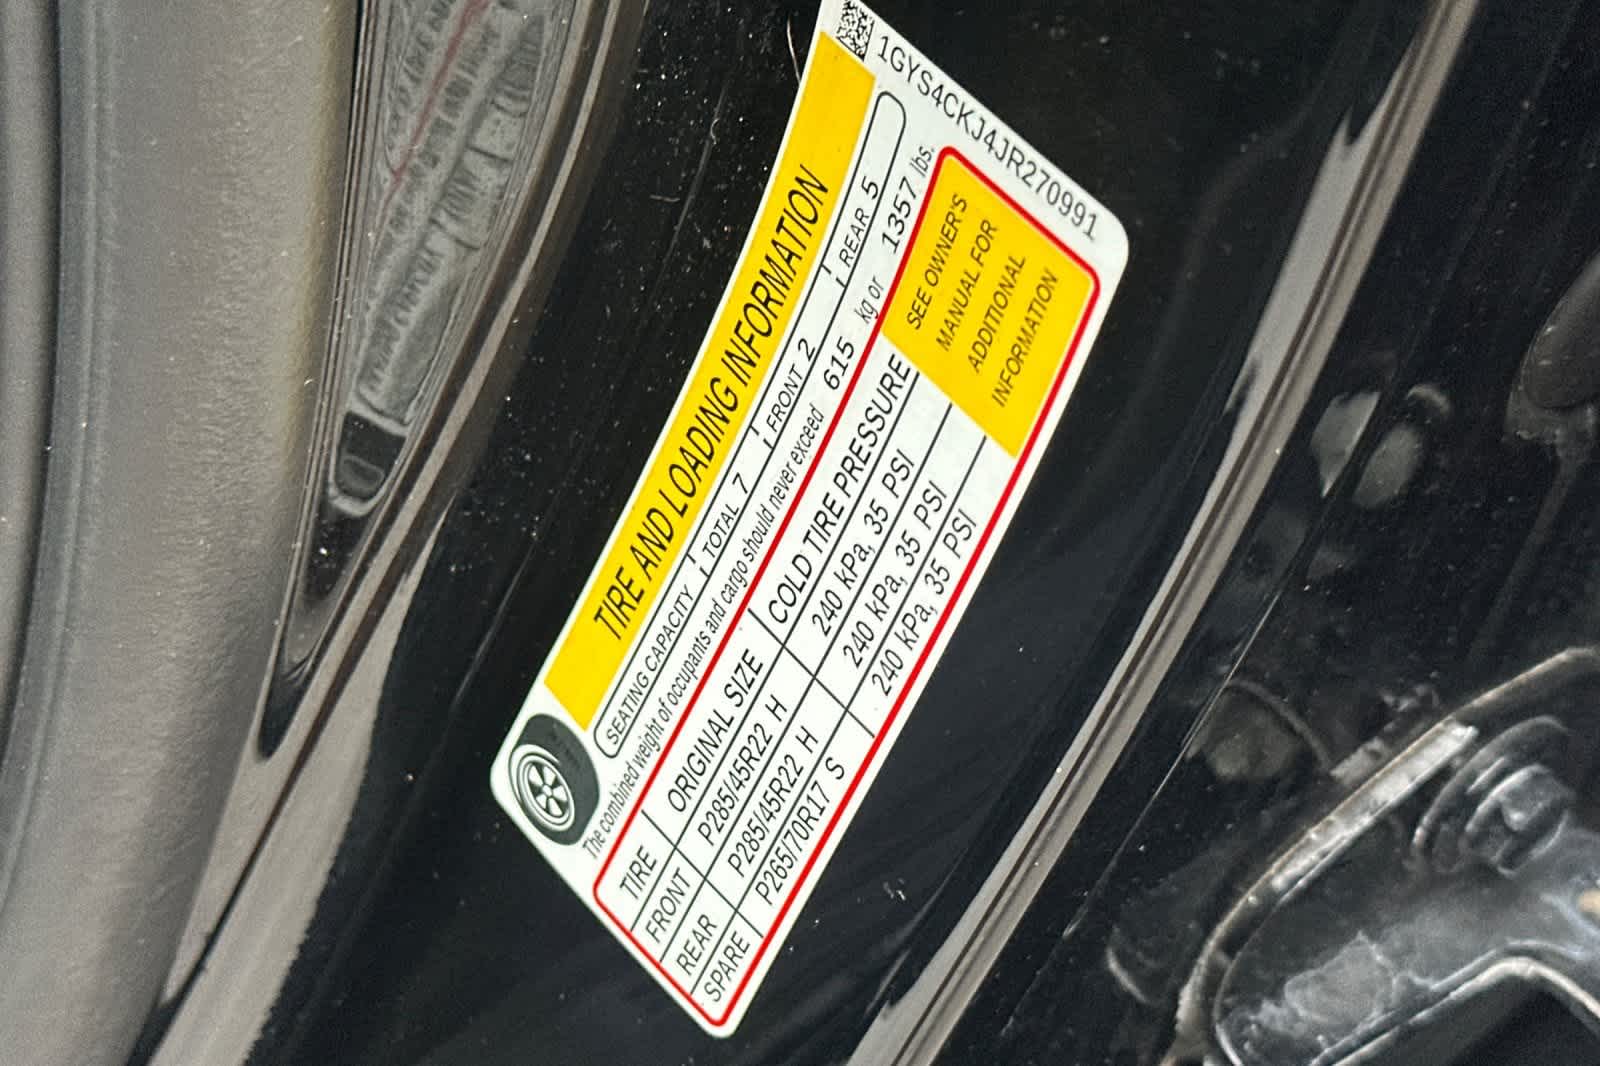 1GYS4CKJ4JR270991
TIRE AND LOADING INFORMATION
SEATING CAPACITY TOTAL 7 FRONT 2 REAR 5
The combined weight of occupants and cargo should never exceed 615 kg or 1357 lbs.
TIRE ORIGINAL SIZE COLD TIRE PRESSURE
FRONT P285/45R22 H 240 kPa, 35 PSI
REAR P285/45R22 H 240 kPa, 35 PSI
SPARE P265/70R17 S 240 kPa, 35 PSI
SEE OWNER'S
MANUAL FOR
ADDITIONAL
INFORMATION